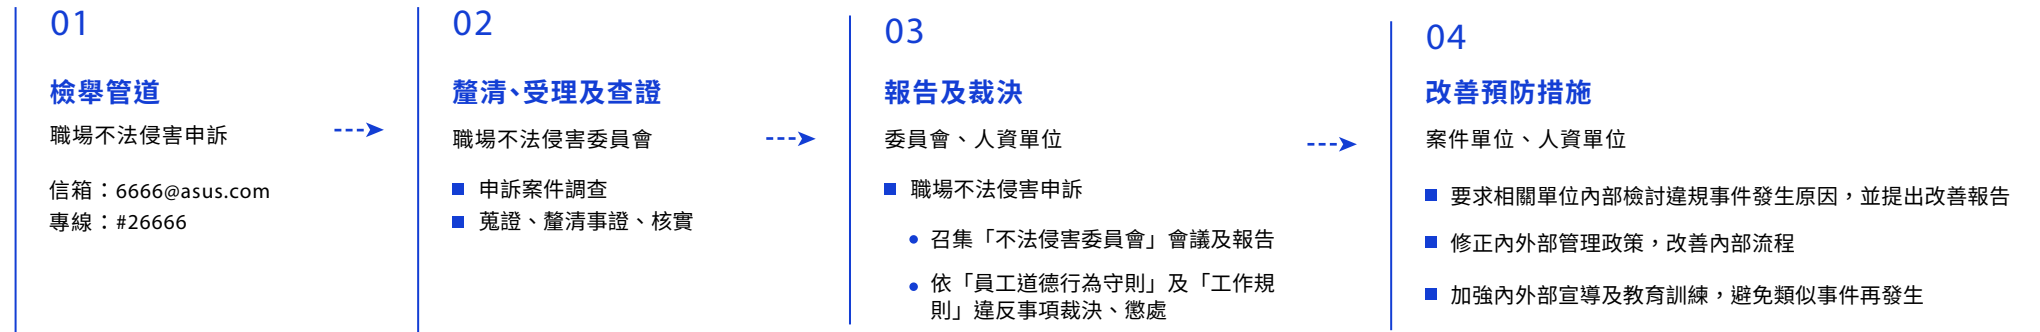 01
檢舉管道
職場不法侵害申訴
信箱：6666@asus.com
專線：#26666
02
釐清、受理及查證
職場不法侵害委員會
申訴案件調查
蒐證、釐清事證、核實
03
報告及裁決
委員會、人資單位
職場不法侵害申訴
召集「不法侵害委員會」會議及報告
依「員工道德行為守則」及「工作規
則」違反事項裁決、懲處
04
改善預防措施
案件單位、人資單位
要求相關單位內部檢討違規事件發生原因，並提出改善報告
修正內外部管理政策，改善內部流程
加強內外部宣導及教育訓練，避免類似事件再發生